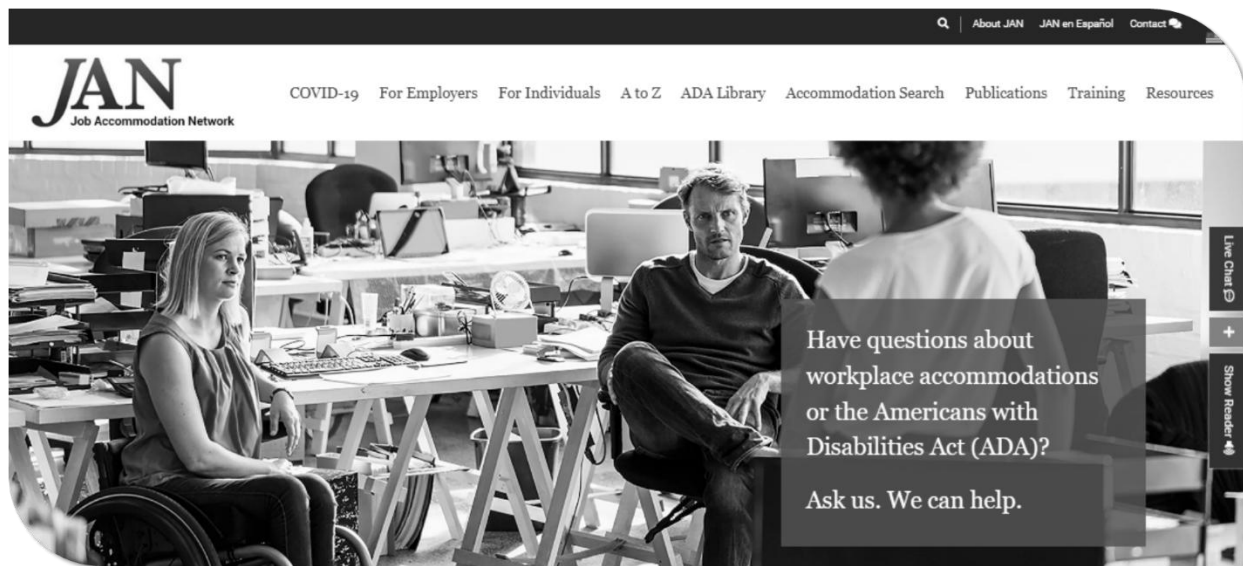 About JAN JAN en Español Contact
JAN
Job Accommodation Network
COVID-19 For Employers For Individuals A to Z ADA Library Accommodation Search Publications Training Resources
Live Chat
+
Show Reader
Have questions about
workplace accommodations
or the Americans with
Disabilities Act (ADA)?
Ask us. We can help.